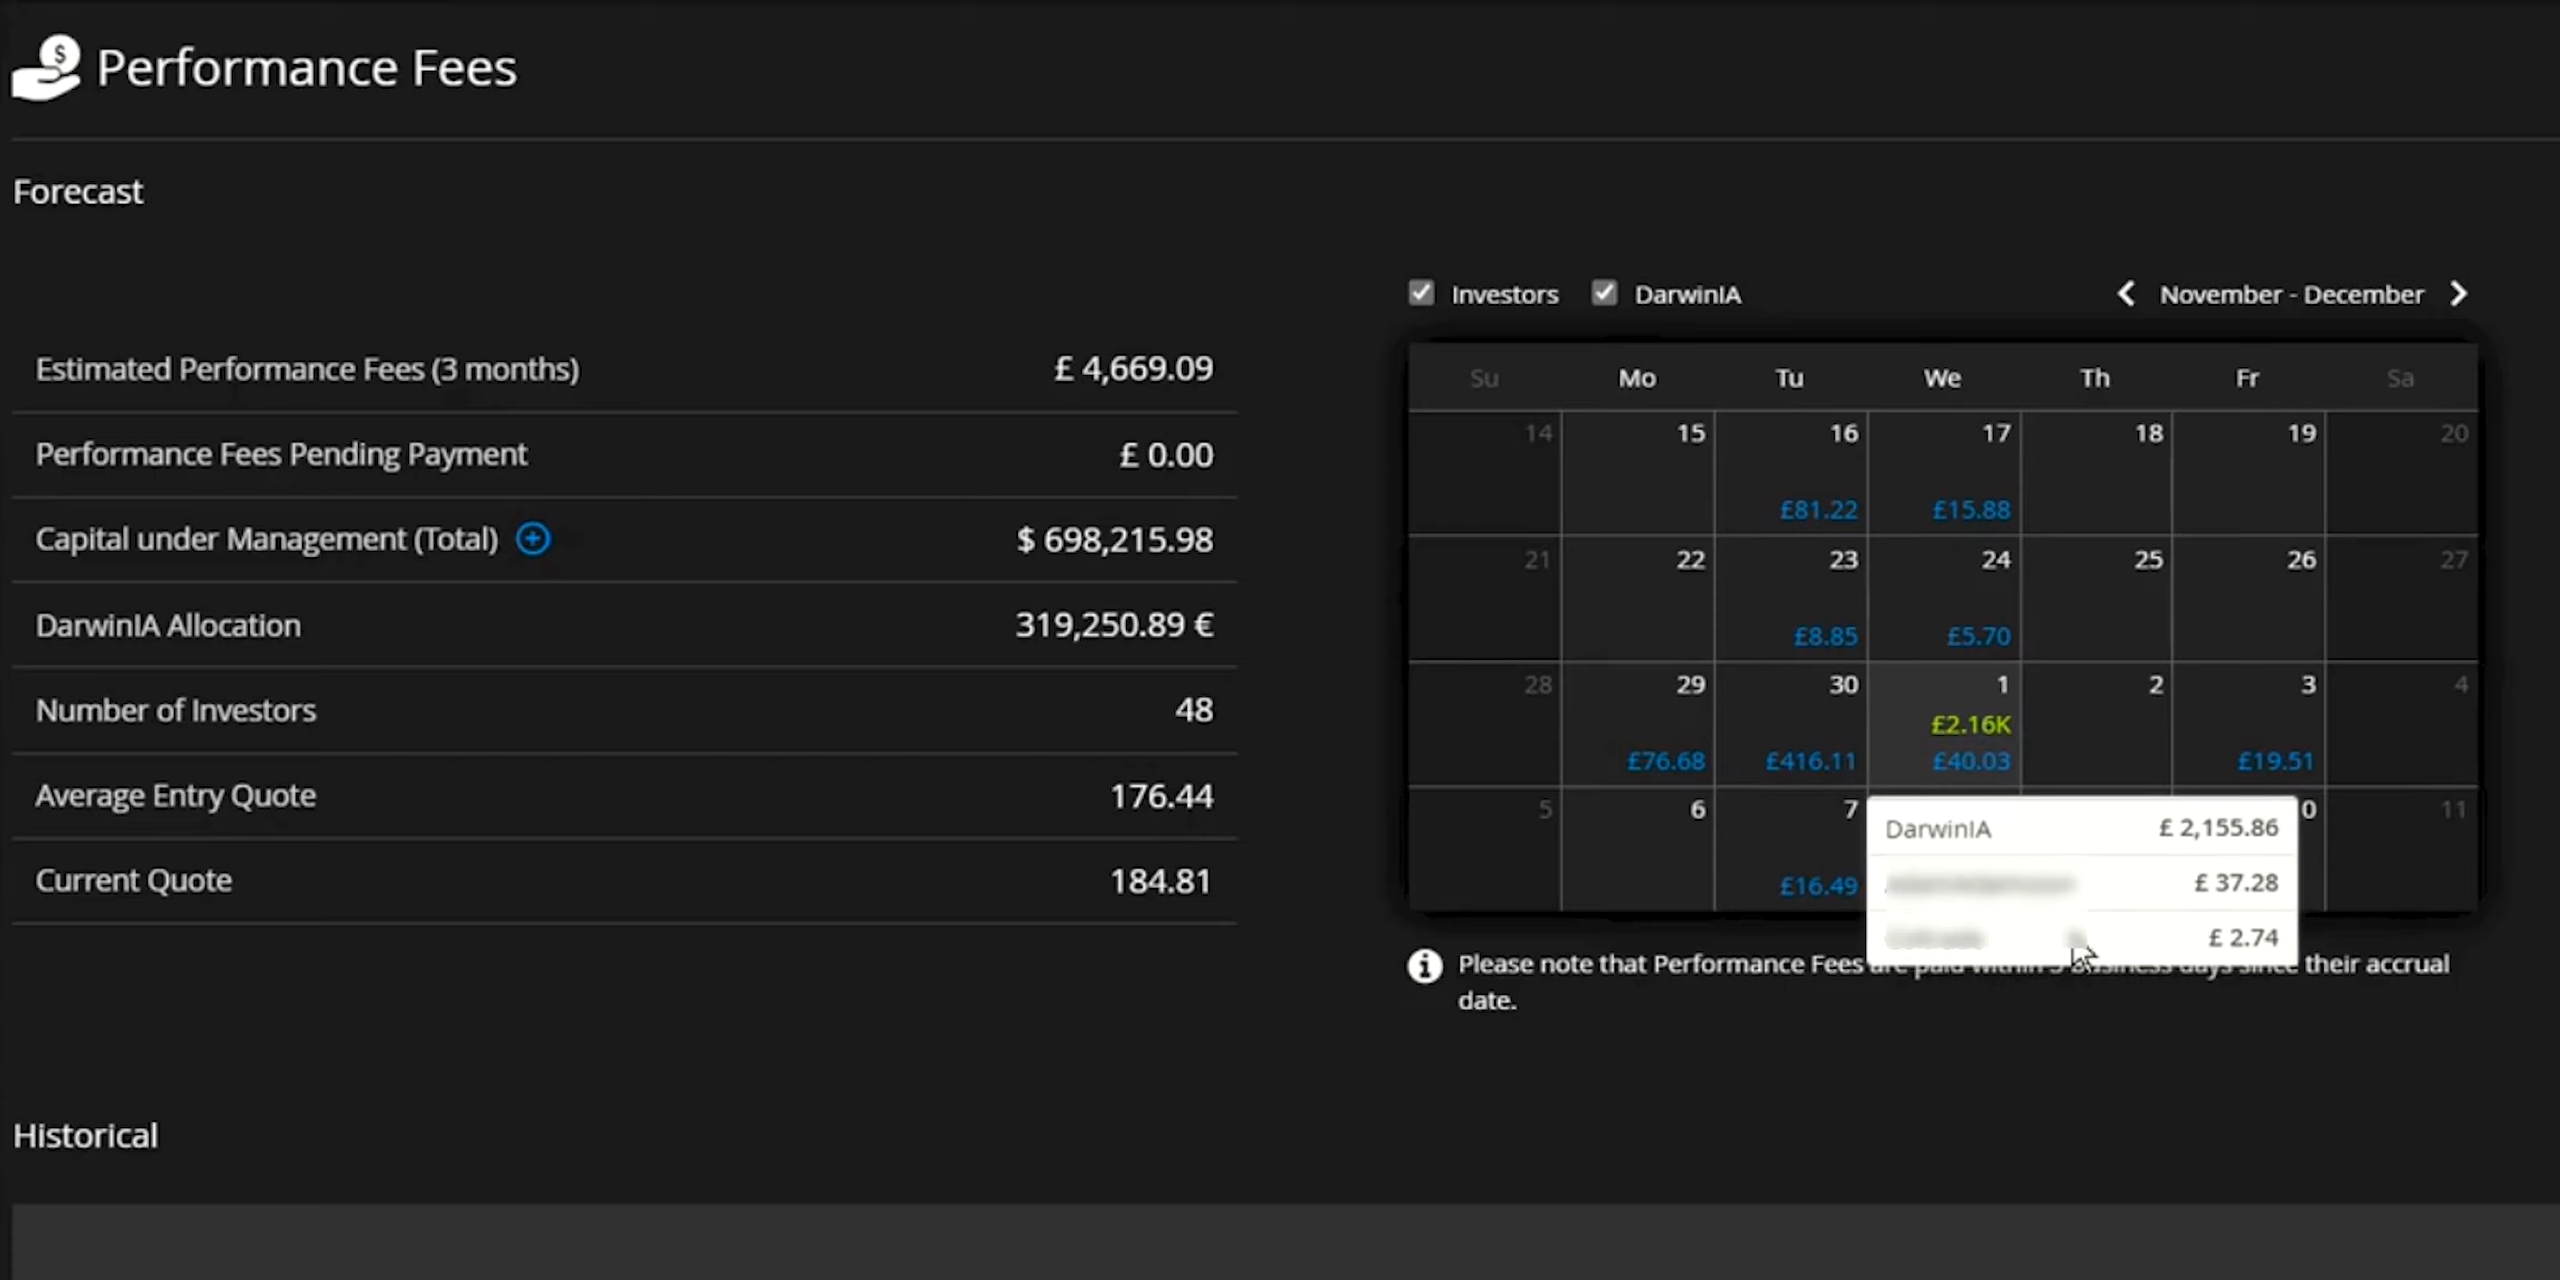 Performance Fees
Forecast
Estimated Performance Fees (3 months) £ 4,669.09
Performance Fees Pending Payment £ 0.00
Capital under Management (Total) $ 698,215.98
DarwinIA Allocation 319,250.89 €
Number of Investors 48
Average Entry Quote 176.44
Current Quote 184.81
Investors DarwinIA November - December
Su Mo Tu We Th Fr Sa
14 15 16 17 18 19 20
£81.22 £15.88
21 22 23 24 25 26 27
£8.85 £5.70
28 29 30 1 2 3 4
£2.16K
£76.68 £416.11 £40.03 £19.51
5 6 7 0 11
£16.49
DarwinIA £ 2,155.86
£ 37.28
£ 2.74
Please note that Performance Fees are paid within business days since their accrual
date.
Historical